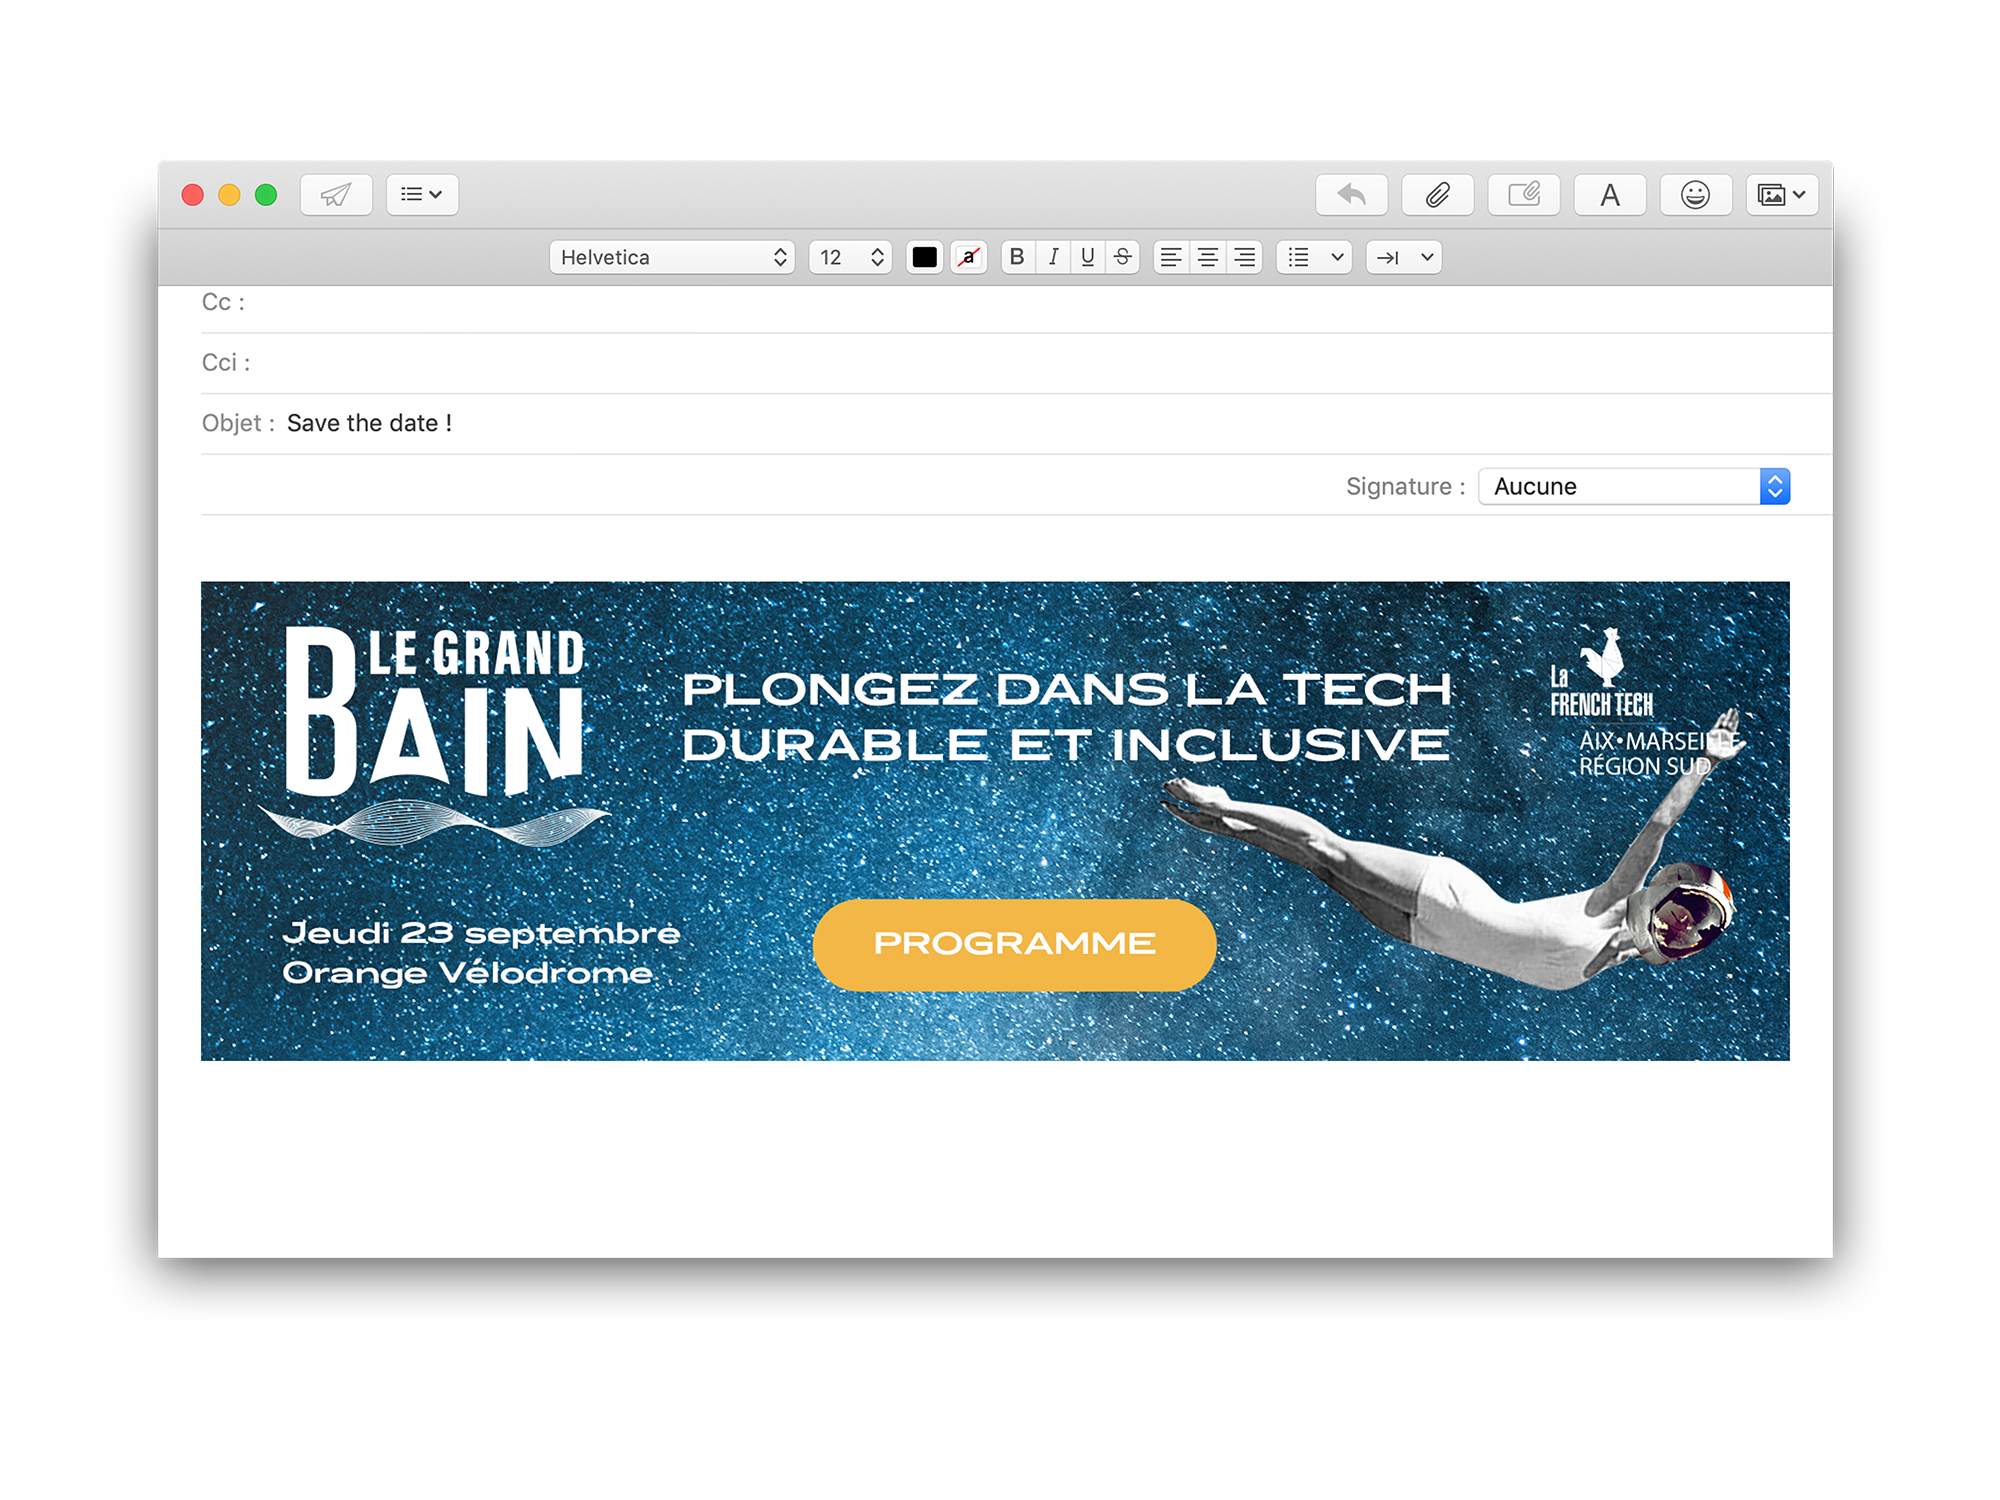 Helvetica
12
a
B I U S
A
Cc :
Cci :
Objet : Save the date !
Signature : Aucune
LE GRAND
BAIN
PLONGEZ DANS LA TECH
DURABLE ET INCLUSIVE
La
FRENCH TECH
AIX•MARSEILLE
RÉGION SUD
Jeudi 23 septembre
Orange Vélodrome
PROGRAMME